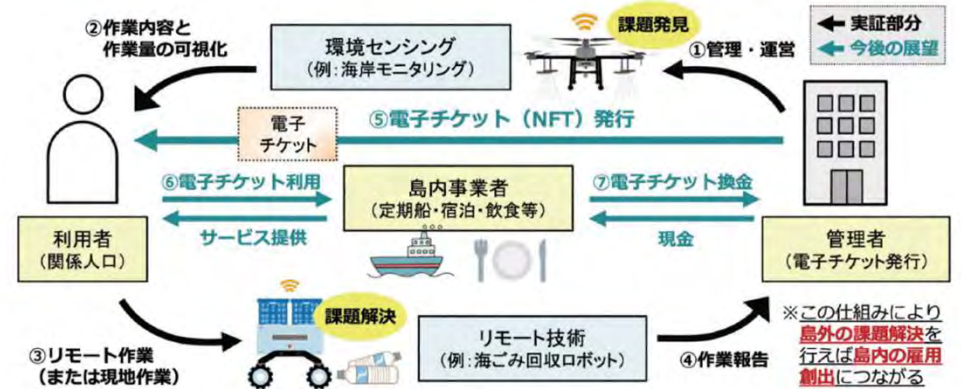 ②作業内容と
作業量の可視化
環境センシング
（例：海岸モニタリング）
課題発見
①管理・運営
実証部分
今後の展望
電子
チケット
⑤電子チケット（NFT）発行
⑥電子チケット利用
サービス提供
島内事業者
（定期船・宿泊・飲食等）
⑦電子チケット換金
現金
利用者
（関係人口）
管理者
（電子チケット発行）
③リモート作業
（または現地作業）
課題解決
リモート技術
（例：海ごみ回収ロボット）
④作業報告
※この仕組みにより
島外の課題解決を
行えば島内の雇用
創出につながる